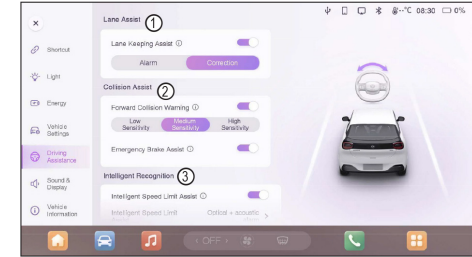 --°C 08:30 0%
Lane Assist 1
Lane Keeping Assist
Alarm Correction
Collision Assist
2
Forward Collision Warning
Low Sensitivity
Medium Sensitivity
High Sensitivity
Emergency Brake Assist
Intelligent Recognition 3
Intelligent Speed Limit Assist
Intelligent Speed Limit Optical + acoustic
Shortcut
Light
Energy
Vehicle
Settings
Driving
Assistance
Sound &
Display
Vehicle
Information
OFF